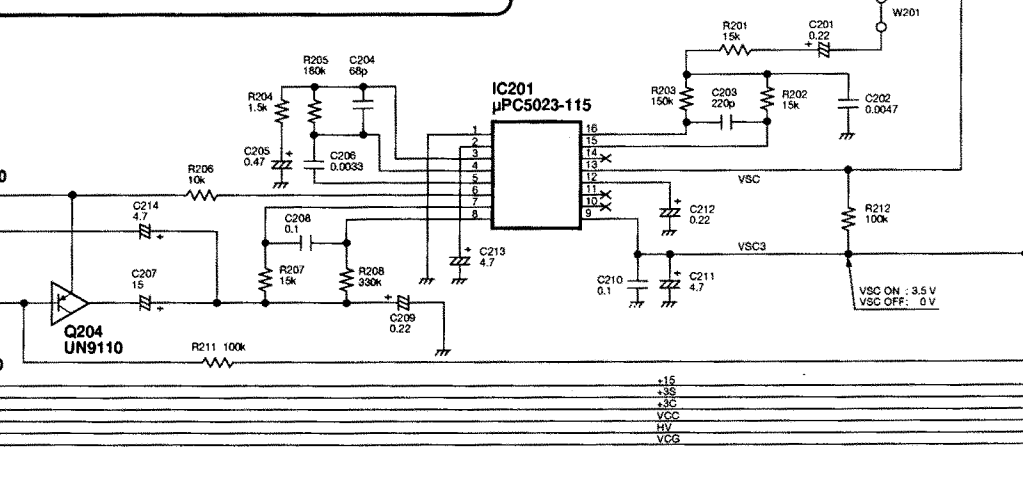 W201
R201
15k
C201
+ 0.22
R205
180k
C204
68p
R204
1.5k
IC201
μPC5023-115
R203
150k
C203
220p
R202
15k
C202
0.0047
1
2
3
4
5
6
7
8
16
15
14
13
12
11
10
9
C205
0.47
+
C206
0.0033
R206
10k
VSC
C214
4.7
+
C208
0.1
C212
0.22
+
R212
100k
VSC3
C213
4.7
+
C207
15
+
R207
15k
R208
330k
C210
0.1
C211
4.7
+
VSC ON : 3.5 V
VSC OFF: 0 V
+
C209
0.22
Q204
UN9110
R211 100k
+15
+3S
+3C
VCC
HV
VCG